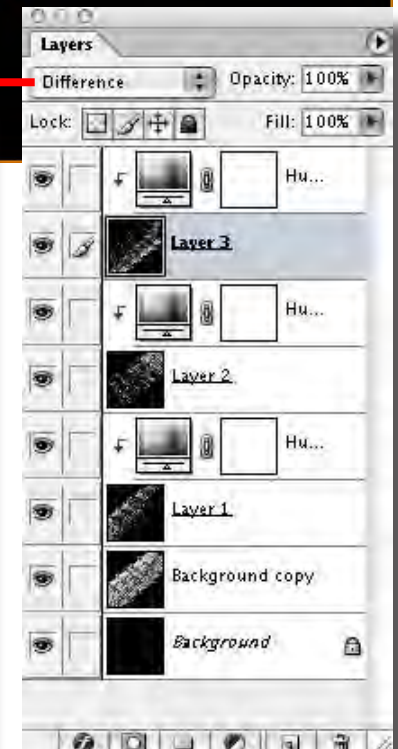 Layers
Difference Opacity: 100%
Lock: Fill: 100%
Hu...
Layer 3
Hu...
Layer 2
Hu...
Layer 1
Background copy
Background